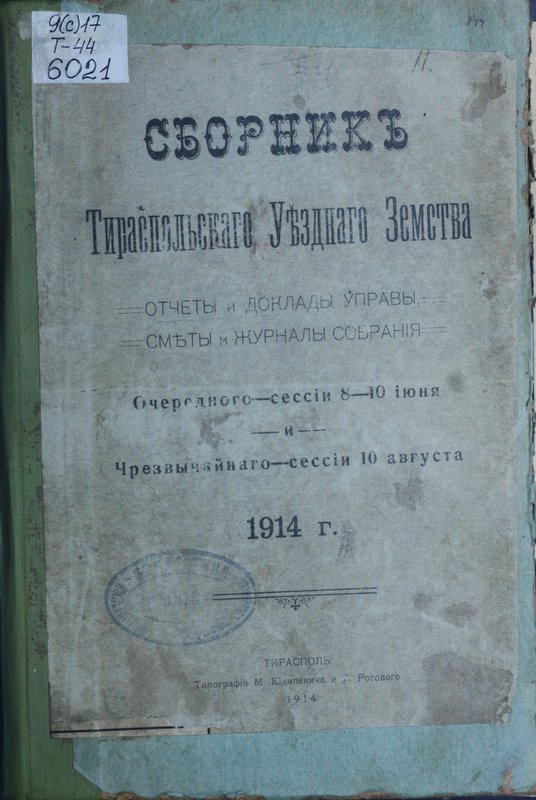 9(с)17
Т-44
6021
814
11.
СБОРНИКЪ
Тираспольскаго Уѣзднаго Земства
ОТЧЕТЫ и ДОКЛАДЫ УПРАВЫ,
СМѢТЫ и ЖУРНАЛЫ СОБРАНІЯ
Очередного—сессіи 8—10 іюня
— и —
Чрезвычайнаго—сессіи 10 августа
1914 г.
ТИРАСПОЛЬ.
Типографія М. и Г. Рогового
1914